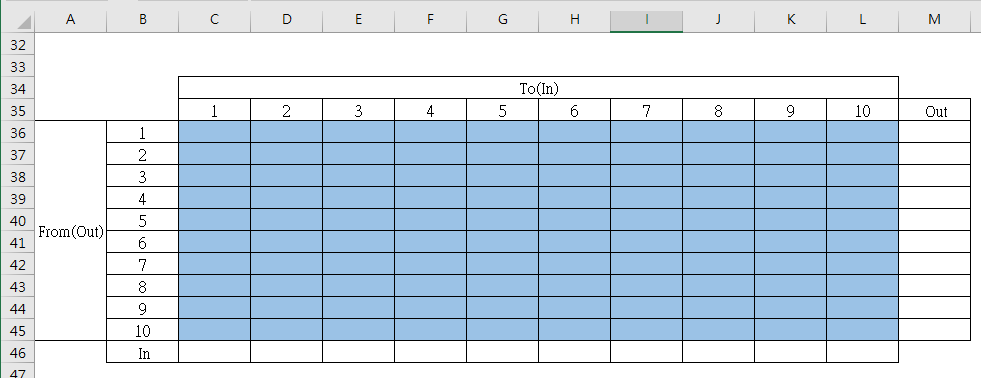 A B C D E F G H I J K L M
32
33
34 To(In)
35 1 2 3 4 5 6 7 8 9 10 Out
36 1
37 2
38 3
39 4
40 5
From(Out)
41 6
42 7
43 8
44 9
45 10
46 In
47